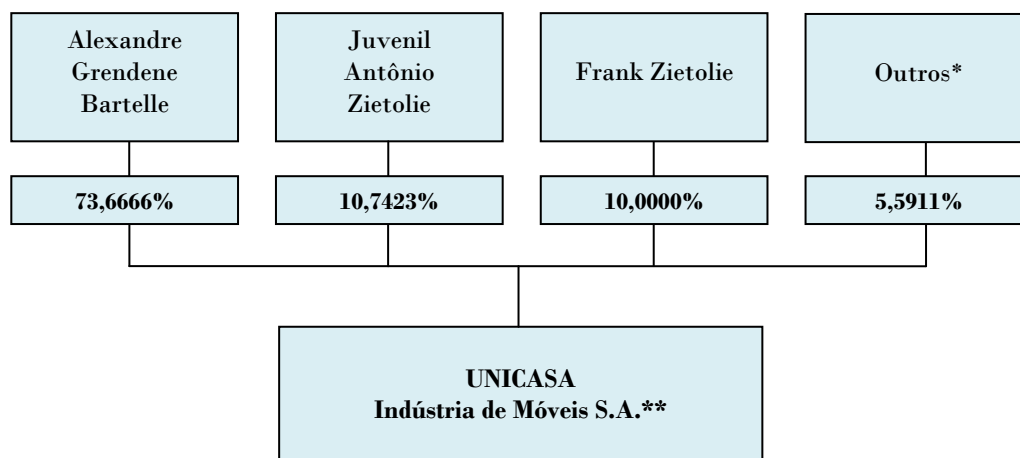 Alexandre
Grendene
Bartelle
Juvenil
Antônio
Zietolie
Frank Zietolie
Outros*
73,6666%
10,7423%
10,0000%
5,5911%
UNICASA
Indústria de Móveis S.A.**